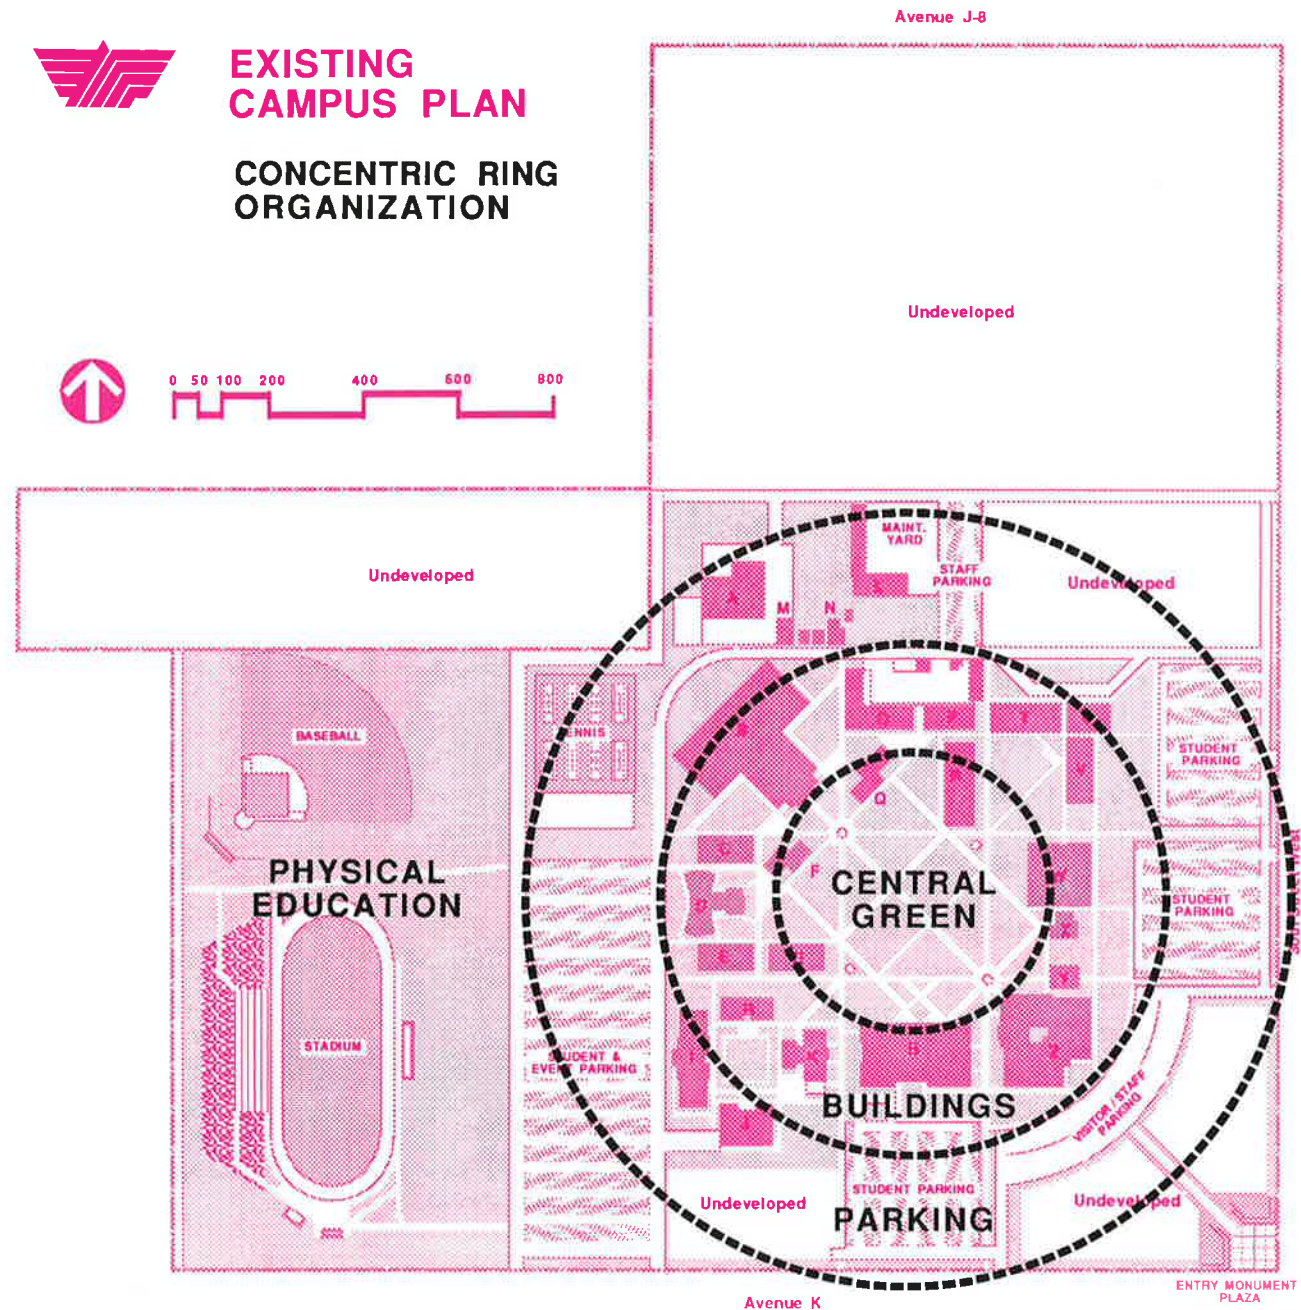 Avenue J-8
EXISTING
CAMPUS PLAN
CONCENTRIC RING
ORGANIZATION
Undeveloped
0 50 100 200 400 600 800
MAINT.
YARD
STAFF
PARKING
Undeveloped
Undeveloped
A
M
N
S
L
TENNIS
BASEBALL
STUDENT
PARKING
T
V
Q
F
PHYSICAL
EDUCATION
CENTRAL
GREEN
STUDENT
PARKING
X
Y
STADIUM
STUDENT &
EVENT PARKING
I
K
J
BUILDINGS
VISITOR / STAFF
PARKING
STUDENT PARKING
Undeveloped
PARKING
Undeveloped
ENTRY MONUMENT
PLAZA
Avenue K